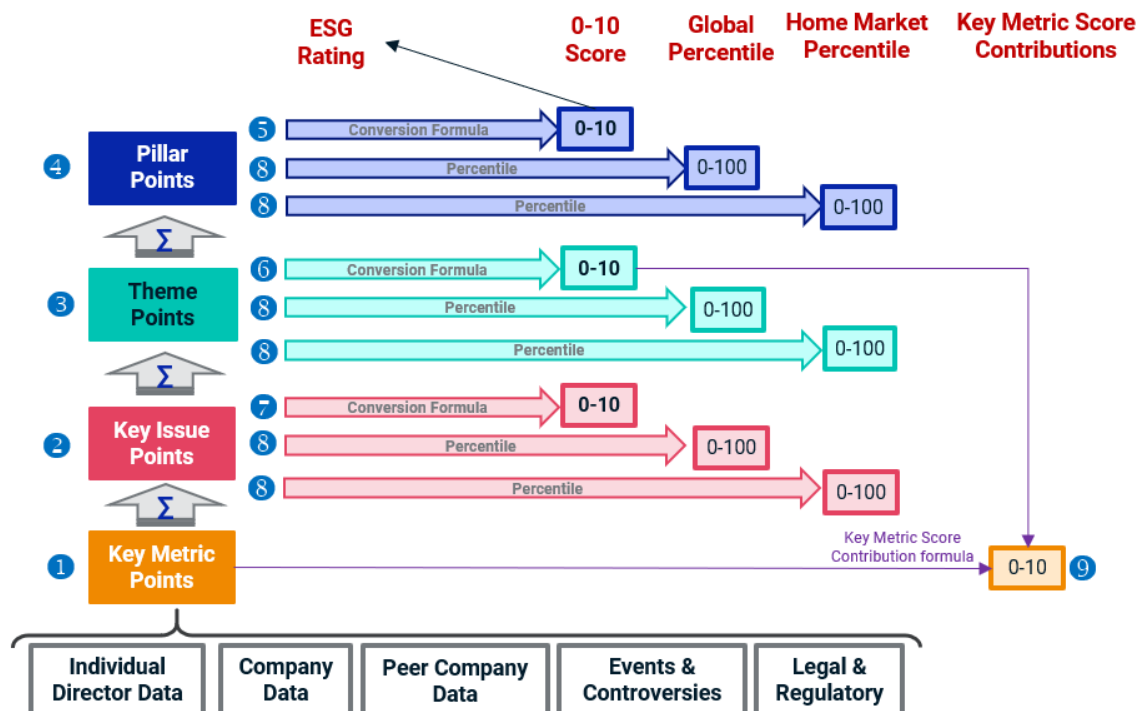 ESG
Rating
0-10
Score
Global
Percentile
Home Market
Percentile
Key Metric Score
Contributions
4
Pillar
Points
5
Conversion Formula
0-10
8
Percentile
0-100
8
Percentile
0-100
Σ
3
Theme
Points
6
Conversion Formula
0-10
8
Percentile
0-100
8
Percentile
0-100
Σ
2
Key Issue
Points
7
Conversion Formula
0-10
8
Percentile
0-100
8
Percentile
0-100
Σ
1
Key Metric
Points
Key Metric Score
Contribution formula
0-10
9
Individual
Director Data
Company
Data
Peer Company
Data
Events &
Controversies
Legal &
Regulatory